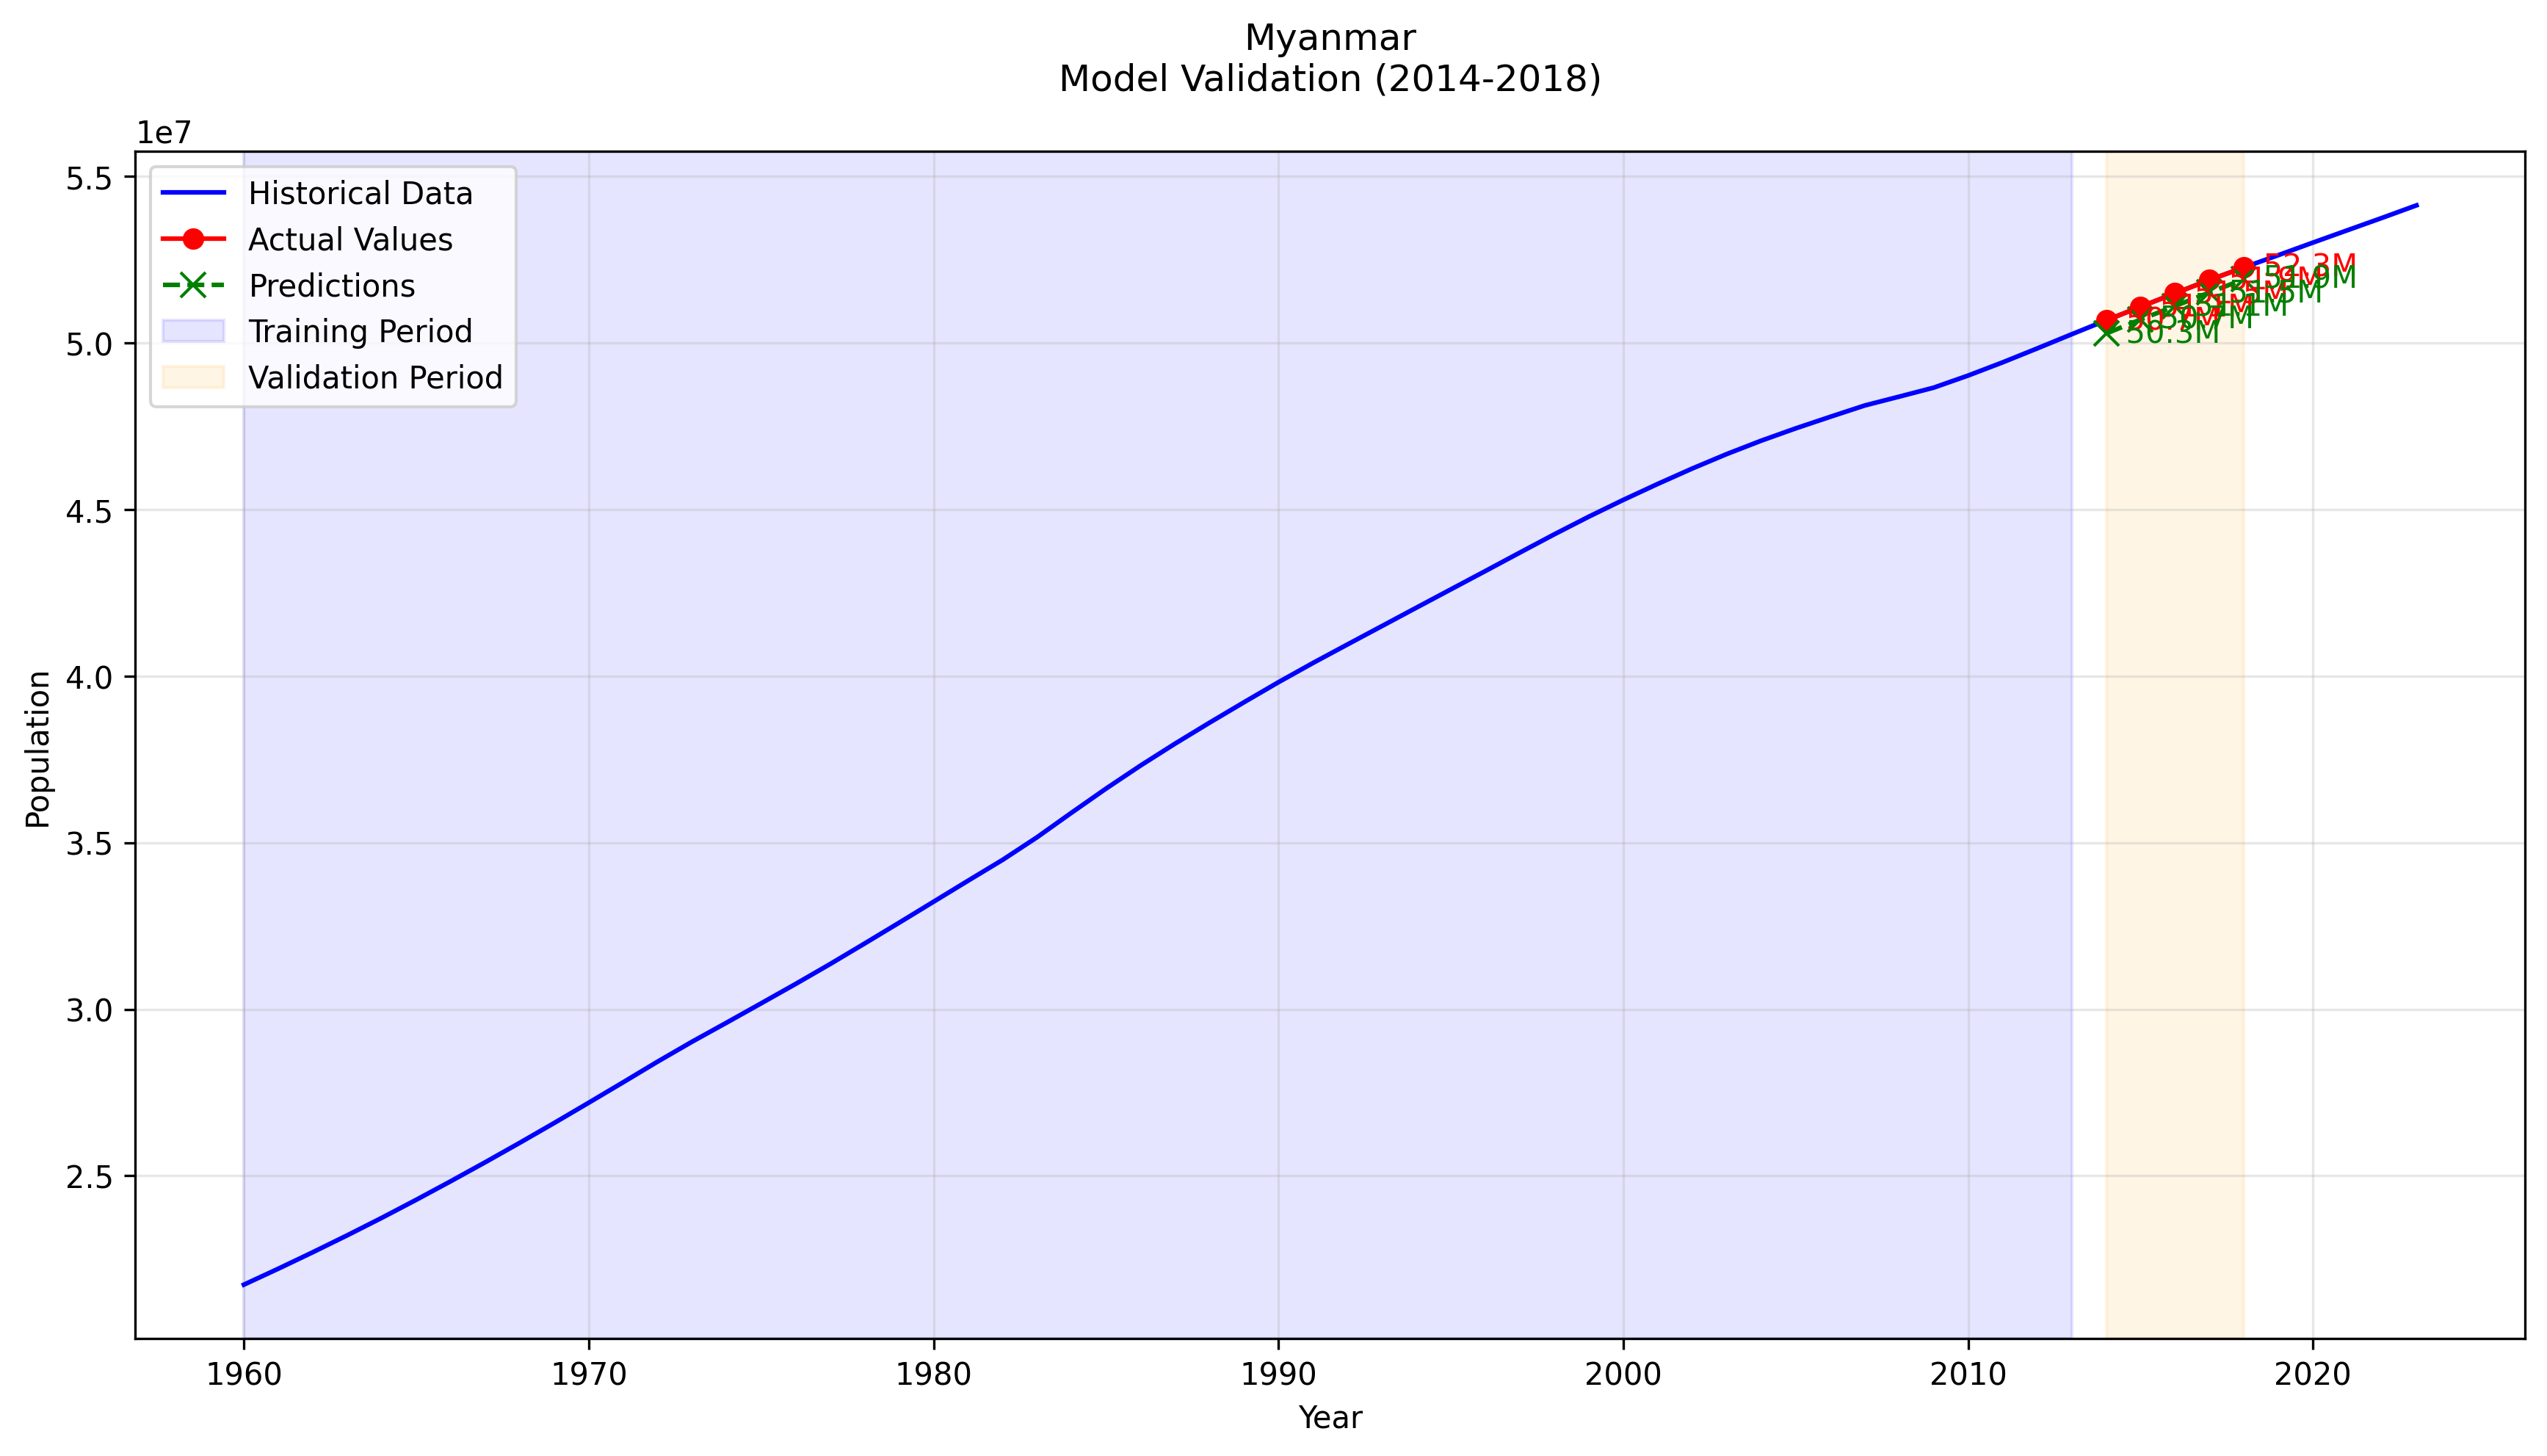 Myanmar
Model Validation (2014-2018)
1e7
5.5
5.0
4.5
4.0
3.5
3.0
2.5
Population
Historical Data
Actual Values
Predictions
Training Period
Validation Period
52.3M
51.9M
50.3M
1960
1970
1980
1990
2000
2010
2020
Year